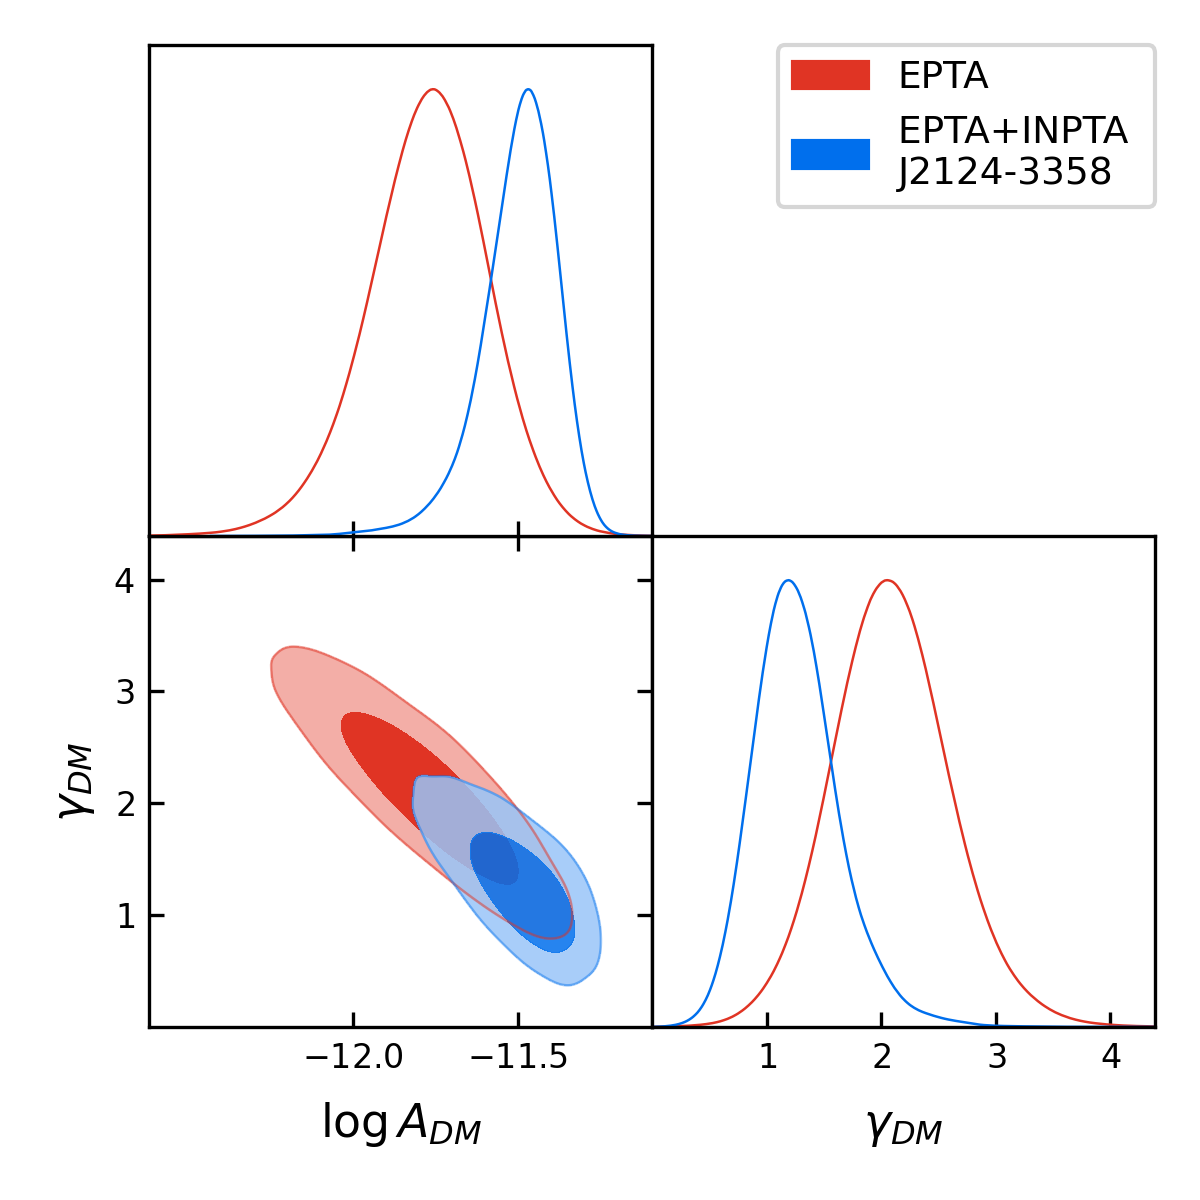 EPTA
EPTA+INPTA
J2124-3358
4
3
2
1
γDM
−12.0 −11.5
log ADM
1 2 3 4
γDM